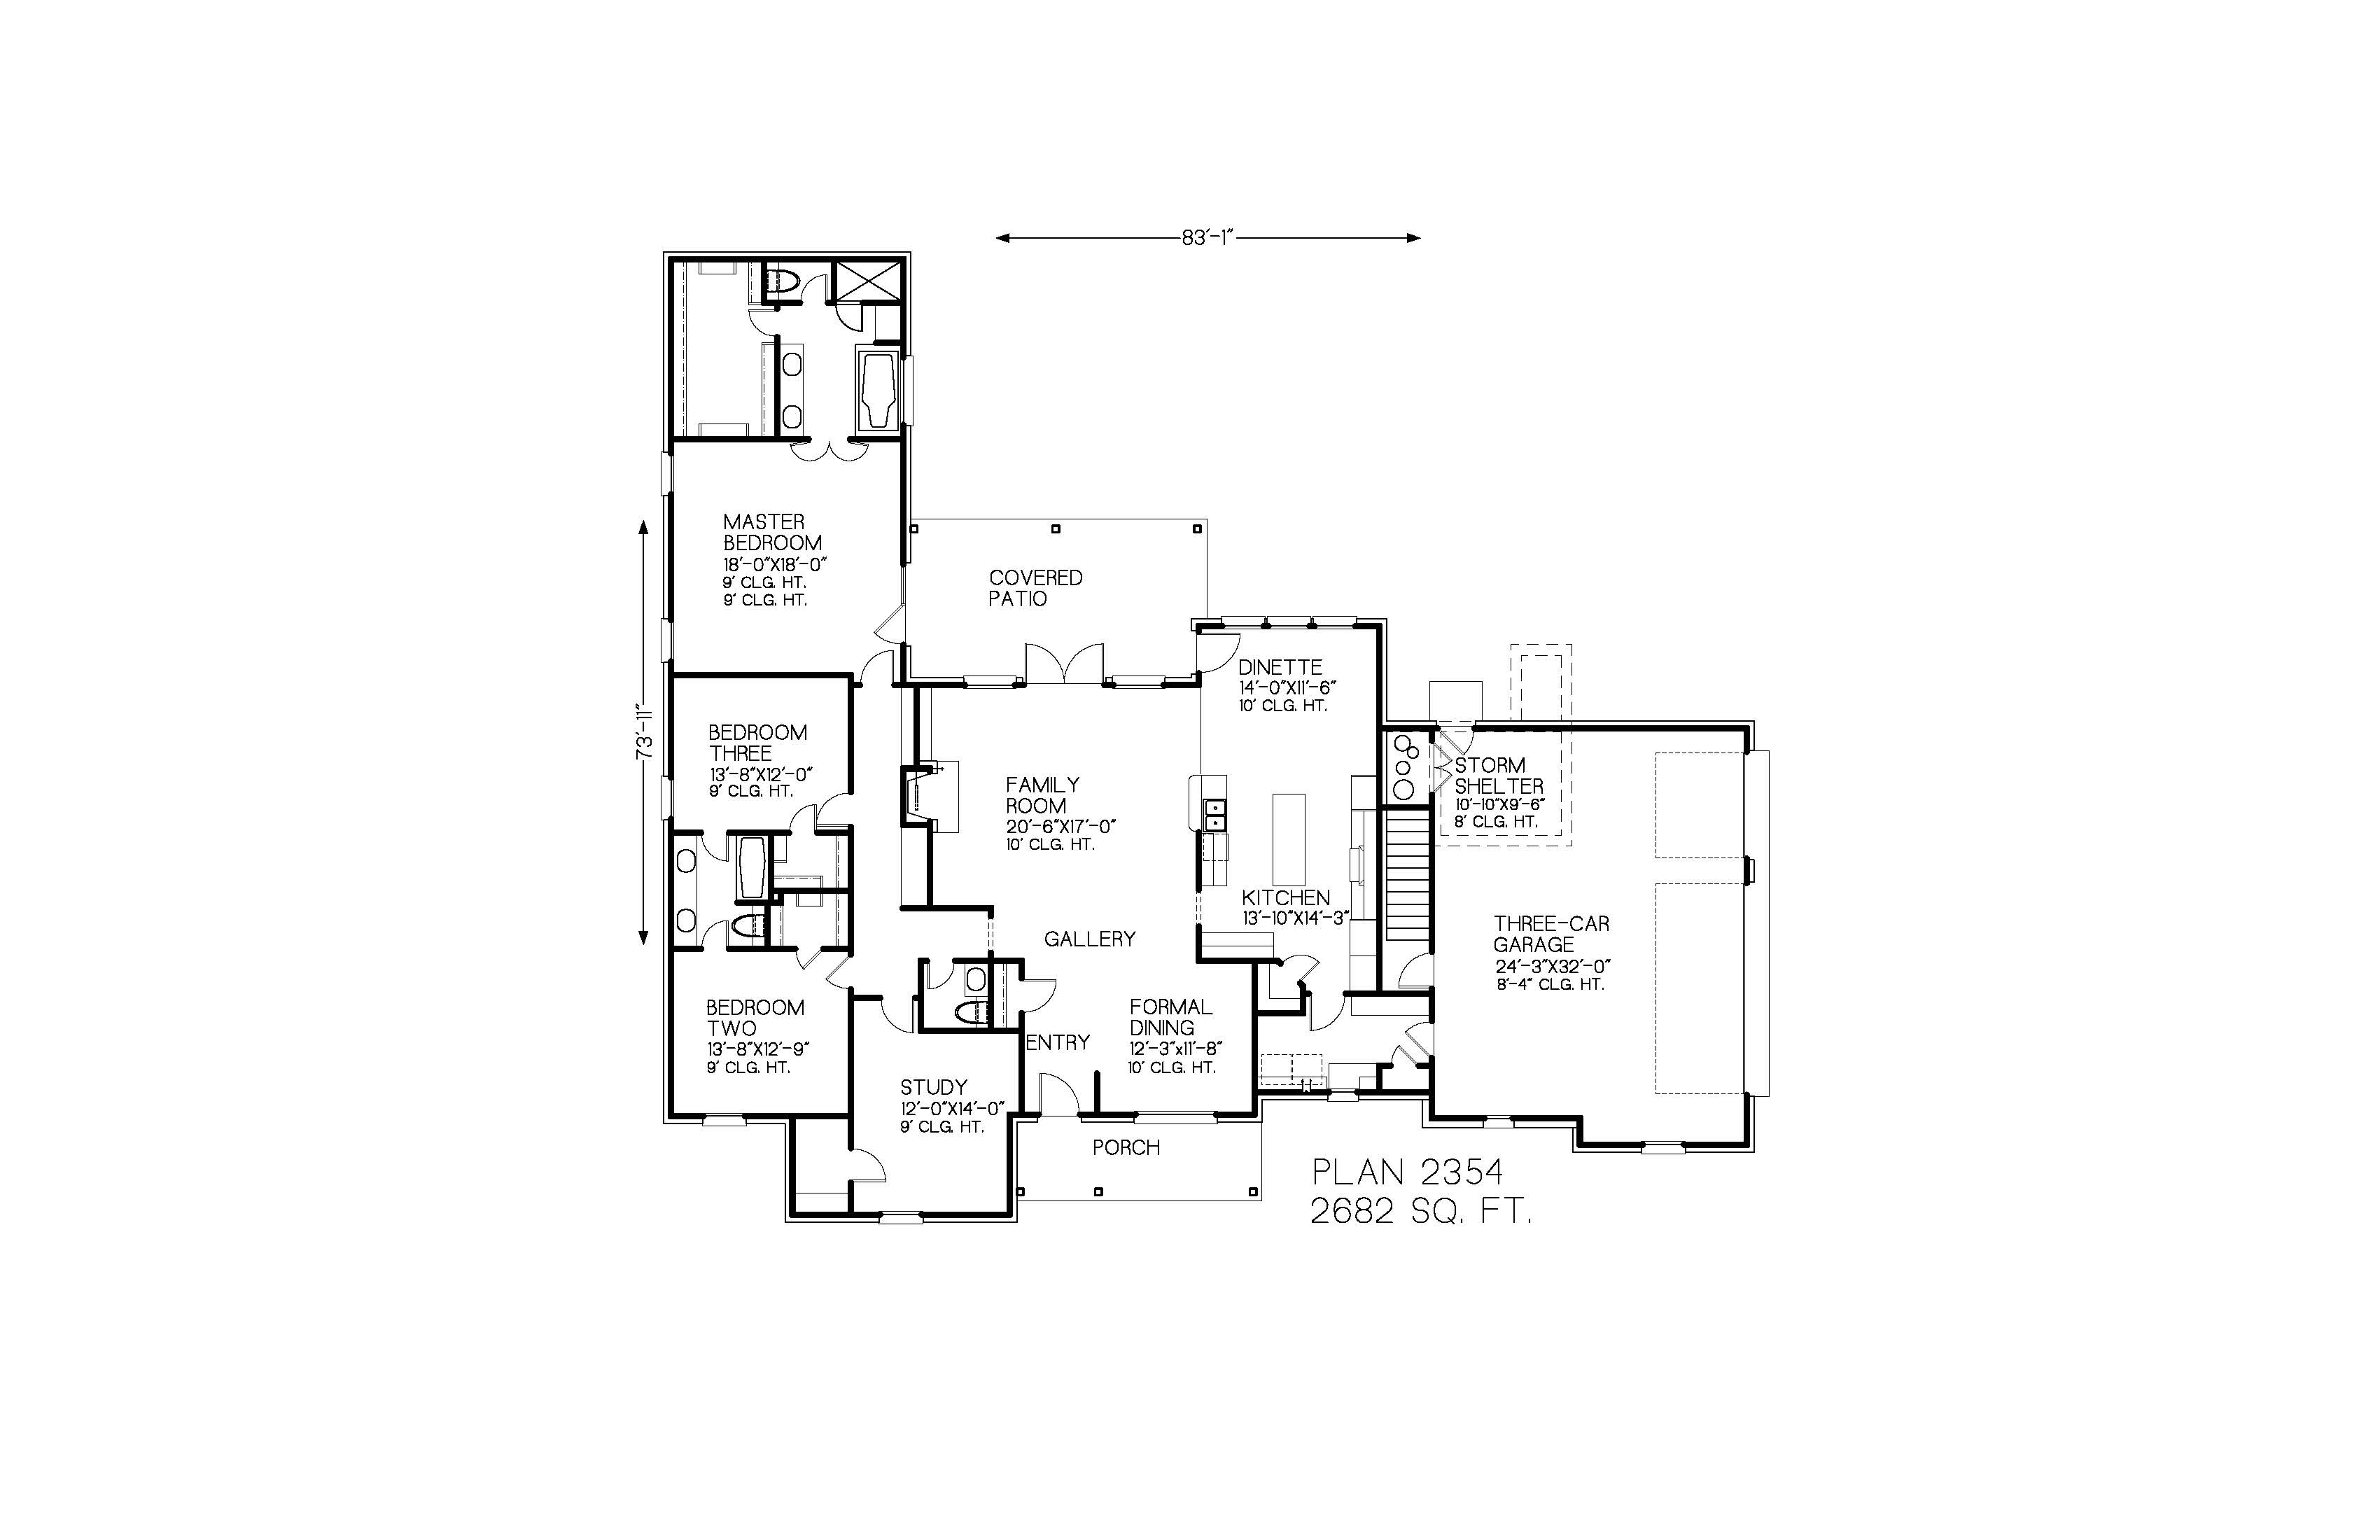 83'-1"
73'-11"
MASTER
BEDROOM
18'-0"X18'-0"
9' CLG. HT.
9' CLG. HT.
COVERED
PATIO
DINETTE
14'-0"X11'-6"
10' CLG. HT.
BEDROOM
THREE
13'-8"X12'-0"
9' CLG. HT.
FAMILY
ROOM
20'-6"X17'-0"
10' CLG. HT.
STORM
SHELTER
10'-10"X9'-6"
8' CLG. HT.
KITCHEN
13'-10"X14'-3"
THREE-CAR
GARAGE
24'-3"X32'-0"
8'-4" CLG. HT.
GALLERY
BEDROOM
TWO
13'-8"X12'-9"
9' CLG. HT.
FORMAL
DINING
12'-3"x11'-8"
10' CLG. HT.
ENTRY
STUDY
12'-0"X14'-0"
9' CLG. HT.
PORCH
PLAN 2354
2682 SQ. FT.